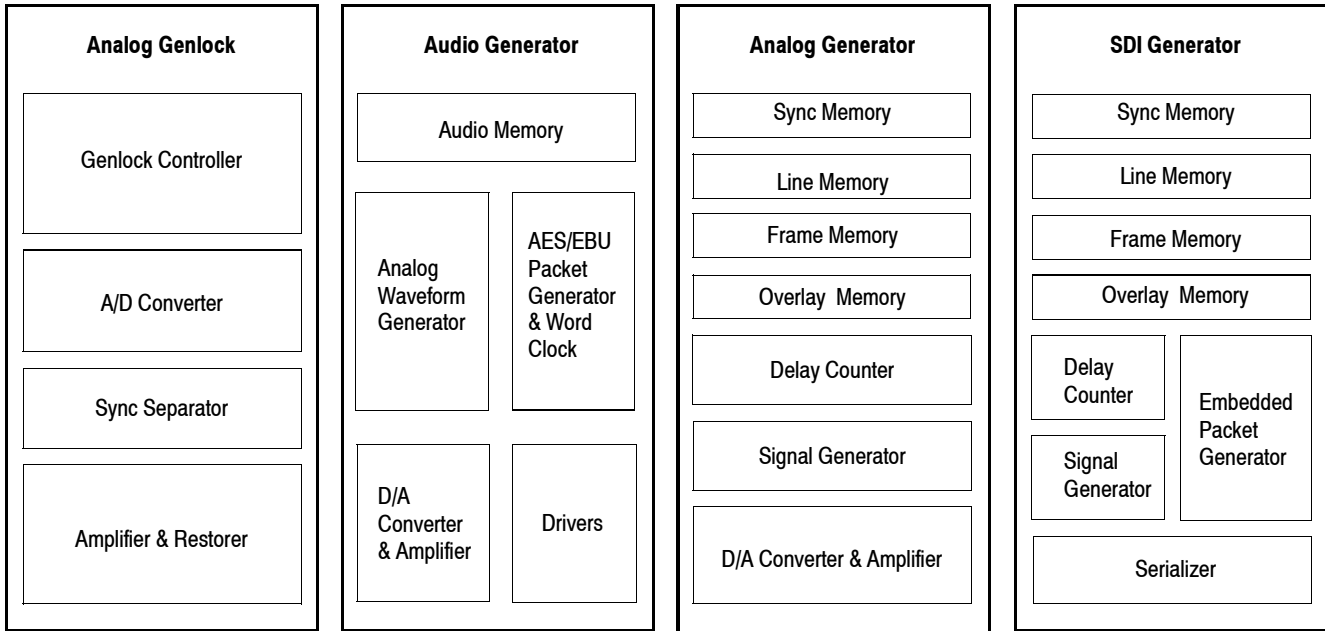 Analog Genlock
Genlock Controller
A/D Converter
Sync Separator
Amplifier & Restorer
Audio Generator
Audio Memory
Analog
Waveform
Generator
AES/EBU
Packet
Generator
& Word
Clock
D/A
Converter
& Amplifier
Drivers
Analog Generator
Sync Memory
Line Memory
Frame Memory
Overlay Memory
Delay Counter
Signal Generator
D/A Converter & Amplifier
SDI Generator
Sync Memory
Line Memory
Frame Memory
Overlay Memory
Delay
Counter
Signal
Generator
Embedded
Packet
Generator
Serializer